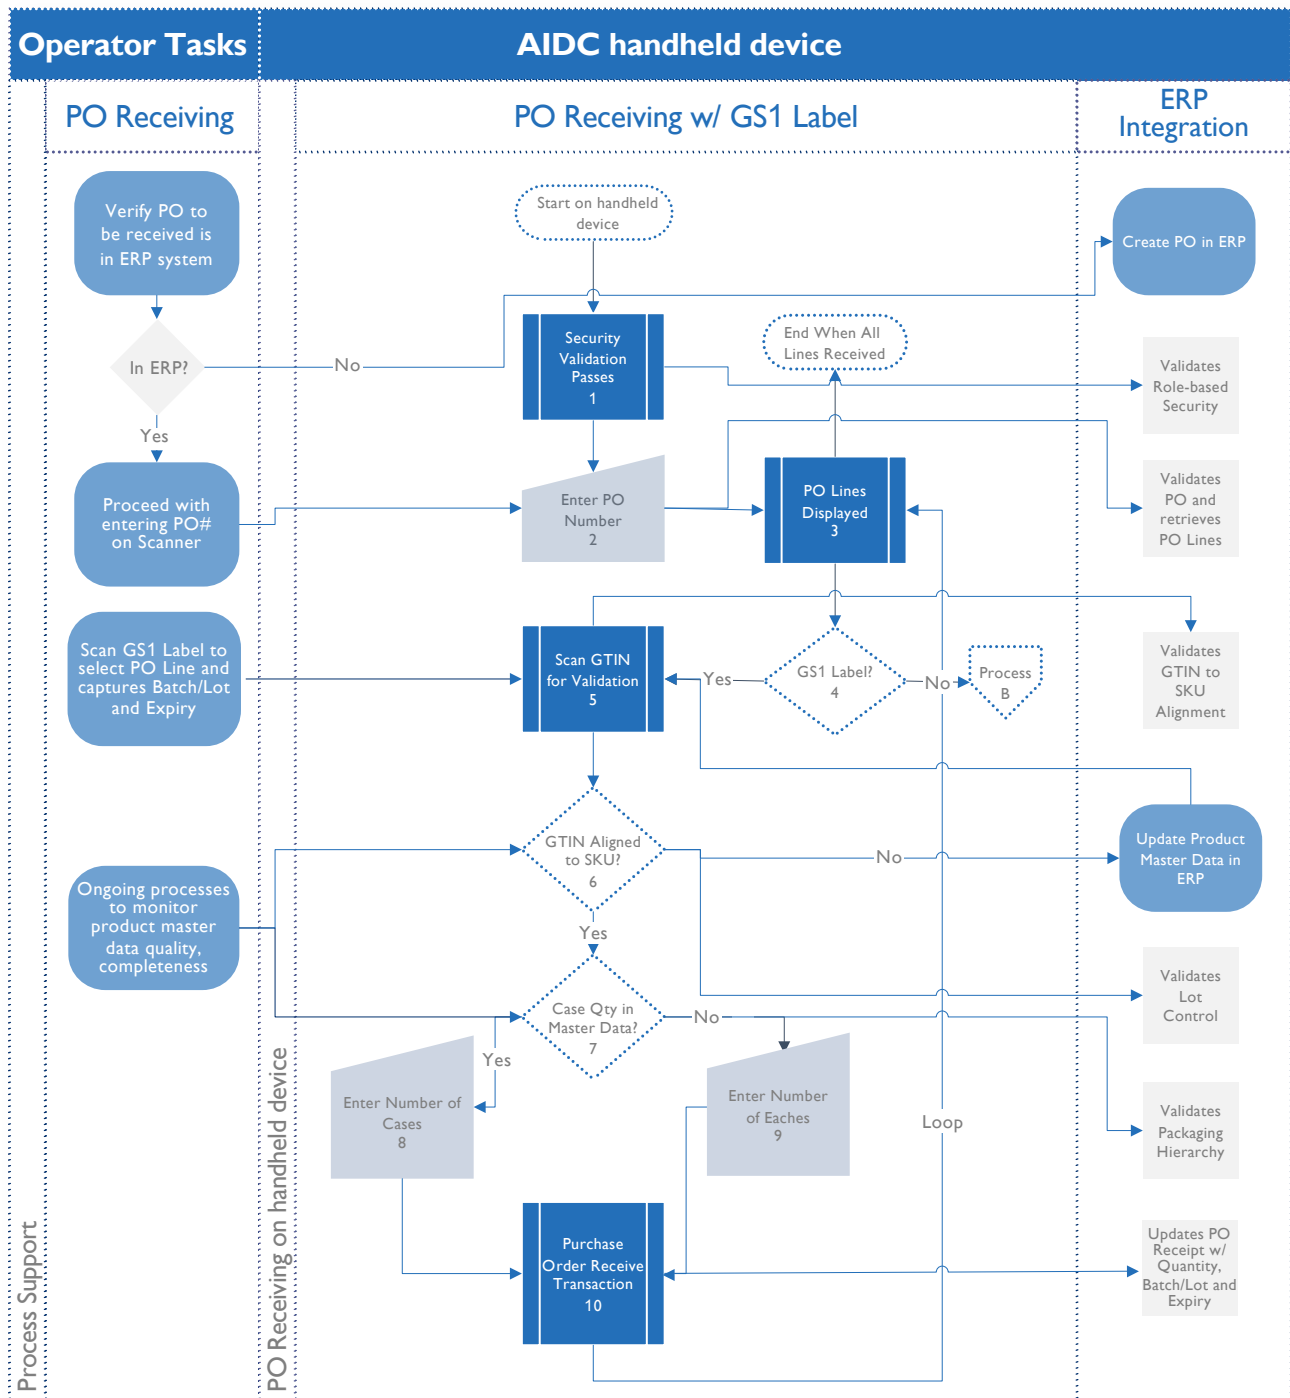 Operator Tasks
AIDC handheld device
PO Receiving
PO Receiving w/ GS1 Label
ERP
Integration
Verify PO to
be received is
in ERP system
Start on handheld
device
Create PO in ERP
In ERP?
No
Security
Validation
Passes
1
End When All
Lines Received
Validates
Role-based
Security
Yes
Proceed with
entering PO#
on Scanner
Enter PO
Number
2
PO Lines
Displayed
3
Validates
PO and
retrieves
PO Lines
Scan GS1 Label to
select PO Line and
captures Batch/Lot
and Expiry
Scan GTIN
for Validation
5
Yes
GS1 Label?
4
No
Process
B
Validates
GTIN to
SKU
Alignment
GTIN Aligned
to SKU?
6
No
Update Product
Master Data in
ERP
Ongoing processes
to monitor
product master
data quality,
completeness
Yes
Case Qty in
Master Data?
7
No
Yes
Validates
Lot
Control
Enter Number of
Cases
8
Enter Number
of Eaches
9
Loop
Validates
Packaging
Hierarchy
Purchase
Order Receive
Transaction
10
Updates PO
Receipt w/
Quantity,
Batch/Lot and
Expiry
Process Support
PO Receiving on handheld device